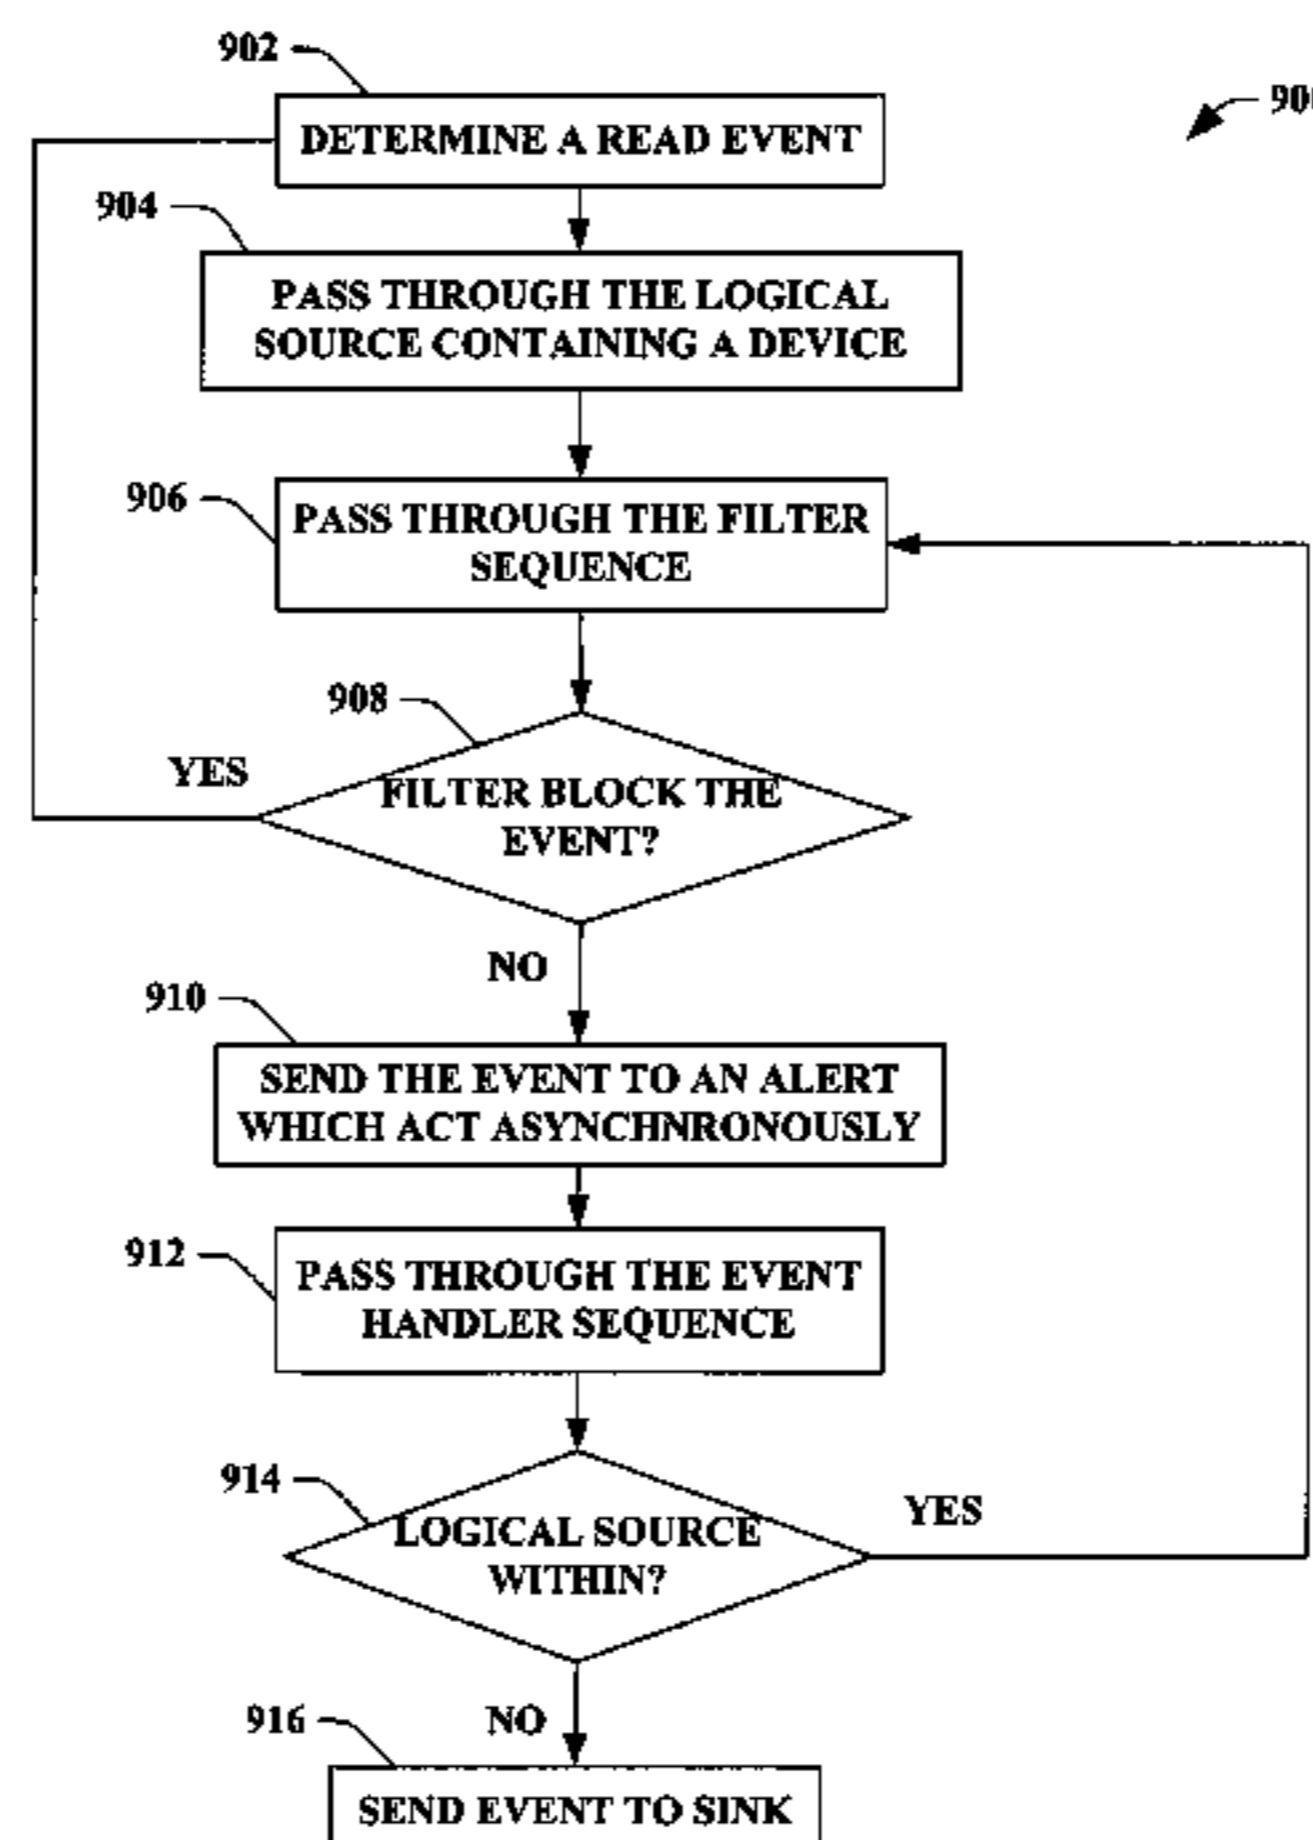 902
900
DETERMINE A READ EVENT
904
PASS THROUGH THE LOGICAL
SOURCE CONTAINING A DEVICE
906
PASS THROUGH THE FILTER
SEQUENCE
908
YES
FILTER BLOCK THE
EVENT?
NO
910
SEND THE EVENT TO AN ALERT
WHICH ACT ASYNCHNRONOUSLY
912
PASS THROUGH THE EVENT
HANDLER SEQUENCE
914
YES
LOGICAL SOURCE
WITHIN?
916
NO
SEND EVENT TO SINK